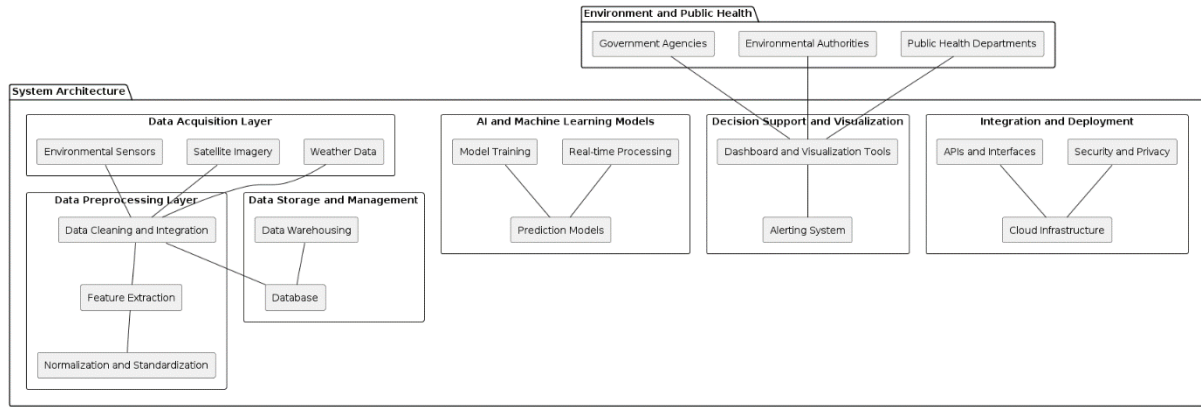 Environment and Public Health
Government Agencies
Environmental Authorities
Public Health Departments
System Architecture
Data Acquisition Layer
Environmental Sensors
Satellite Imagery
Weather Data
AI and Machine Learning Models
Model Training
Real-time Processing
Prediction Models
Decision Support and Visualization
Dashboard and Visualization Tools
Alerting System
Integration and Deployment
APIs and Interfaces
Security and Privacy
Cloud Infrastructure
Data Preprocessing Layer
Data Cleaning and Integration
Feature Extraction
Normalization and Standardization
Data Storage and Management
Data Warehousing
Database